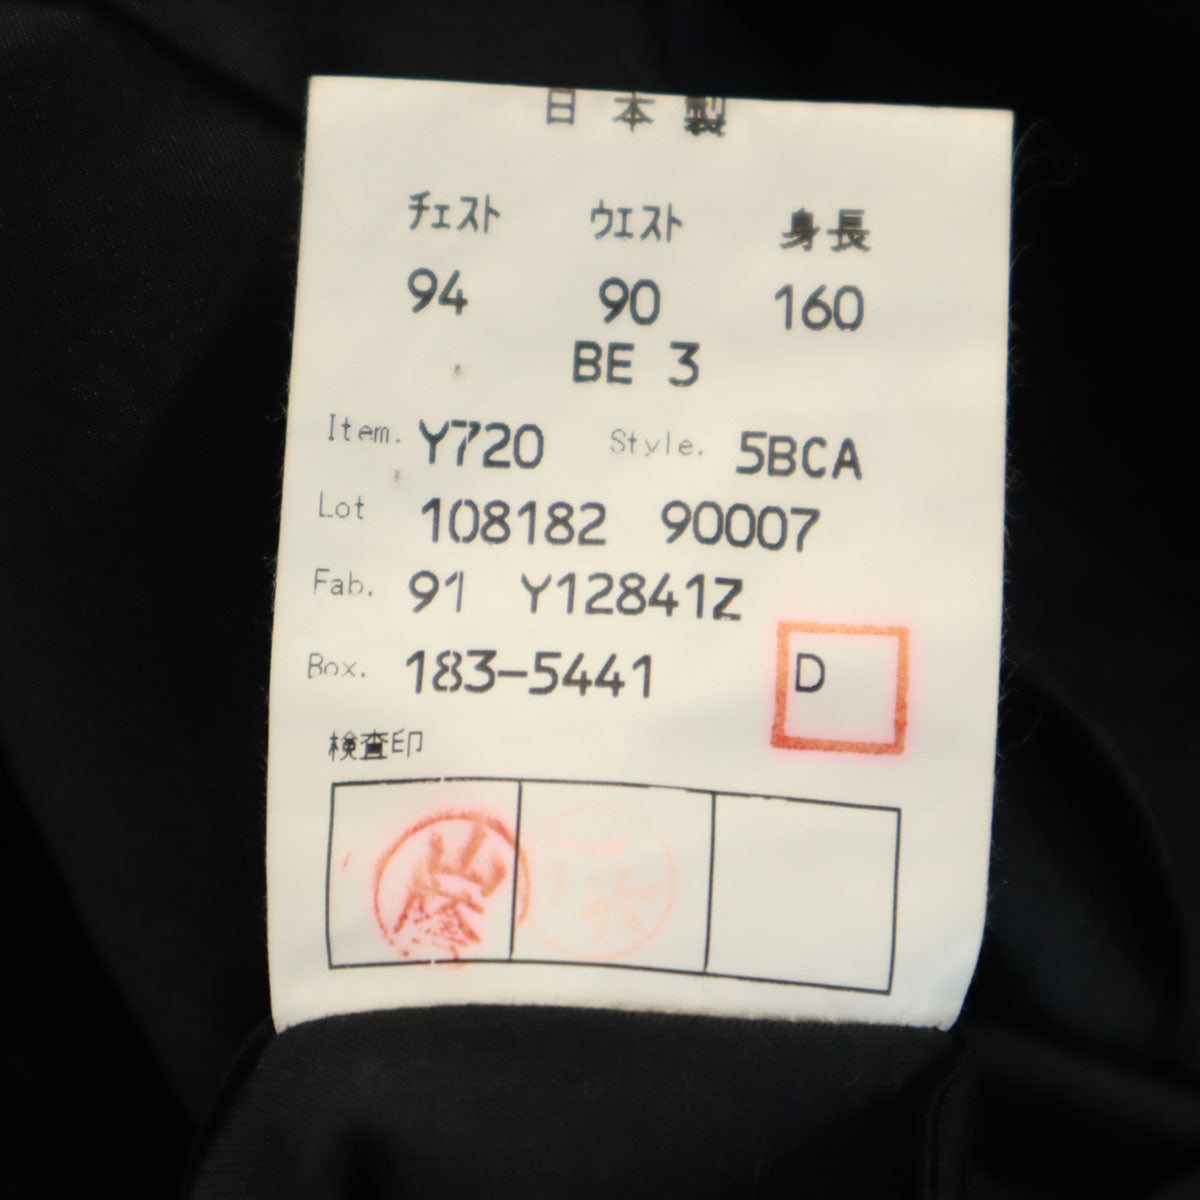 日本製
チェスト ウエスト 身長
94 90 160
BE 3
Item. Y720 Style. 5BCA
Lot 108182 90007
Fab. 91 Y12841Z
Box. 183-5441
D
検査印
山